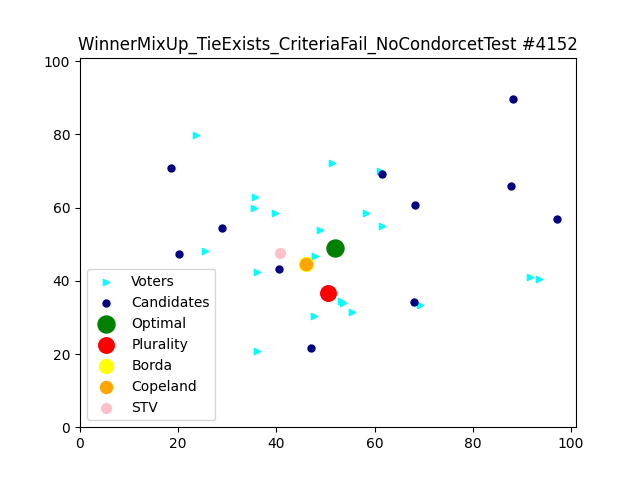 WinnerMixUp_TieExists_CriteriaFail_NoCondorcetTest #4152
100
80
60
40
20
0
Voters
Candidates
Optimal
Plurality
Borda
Copeland
STV
0 20 40 60 80 100